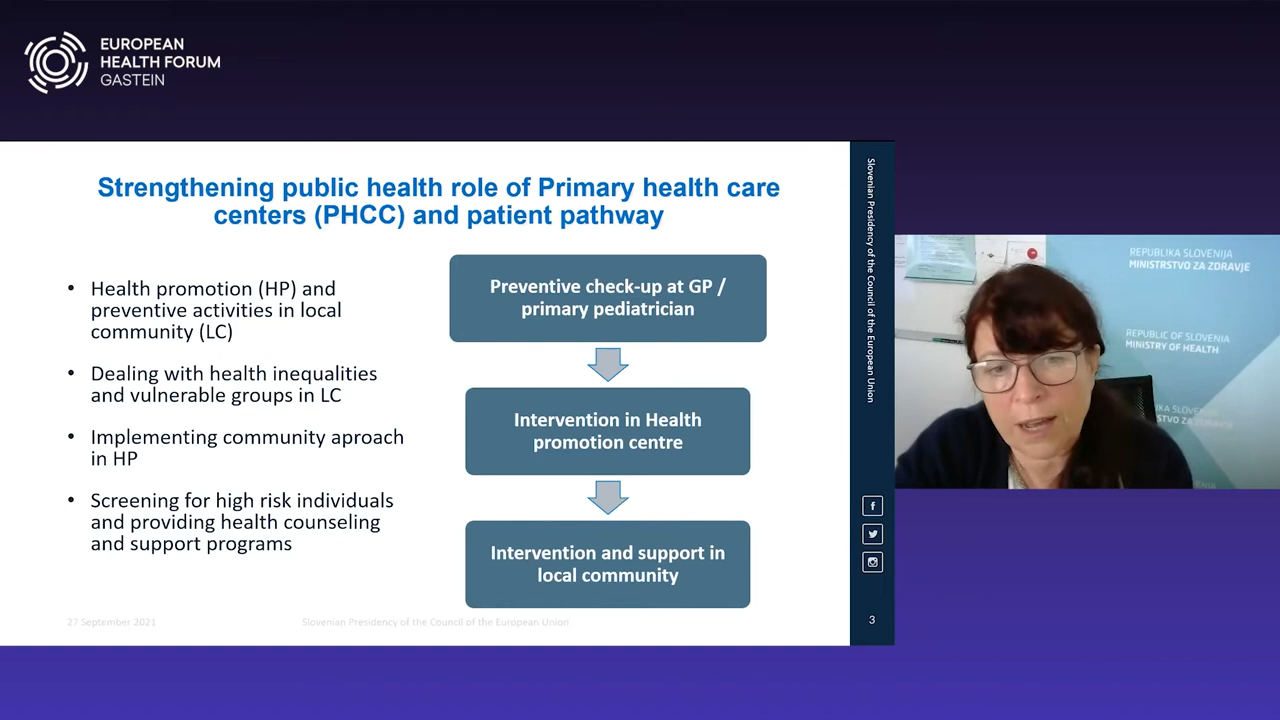 EUROPEAN
HEALTH FORUM
GASTEIN
Strengthening public health role of Primary health care
centers (PHCC) and patient pathway
• Health promotion (HP) and
preventive activities in local
community (LC)
• Dealing with health inequalities
and vulnerable groups in LC
• Implementing community aproach
in HP
• Screening for high risk individuals
and providing health counseling
and support programs
Preventive check-up at GP /
primary pediatrician
Intervention in Health
promotion centre
Intervention and support in
local community
27 September 2021
Slovenian Presidency of the Council of the European Union
Slovenian Presidency of the Council of the European Union
3
REPUBLIKA SLOVENIJA
MINISTRSTVO ZA ZDRAVJE
REPUBLIC OF SLOVENIA
MINISTRY OF HEALTH